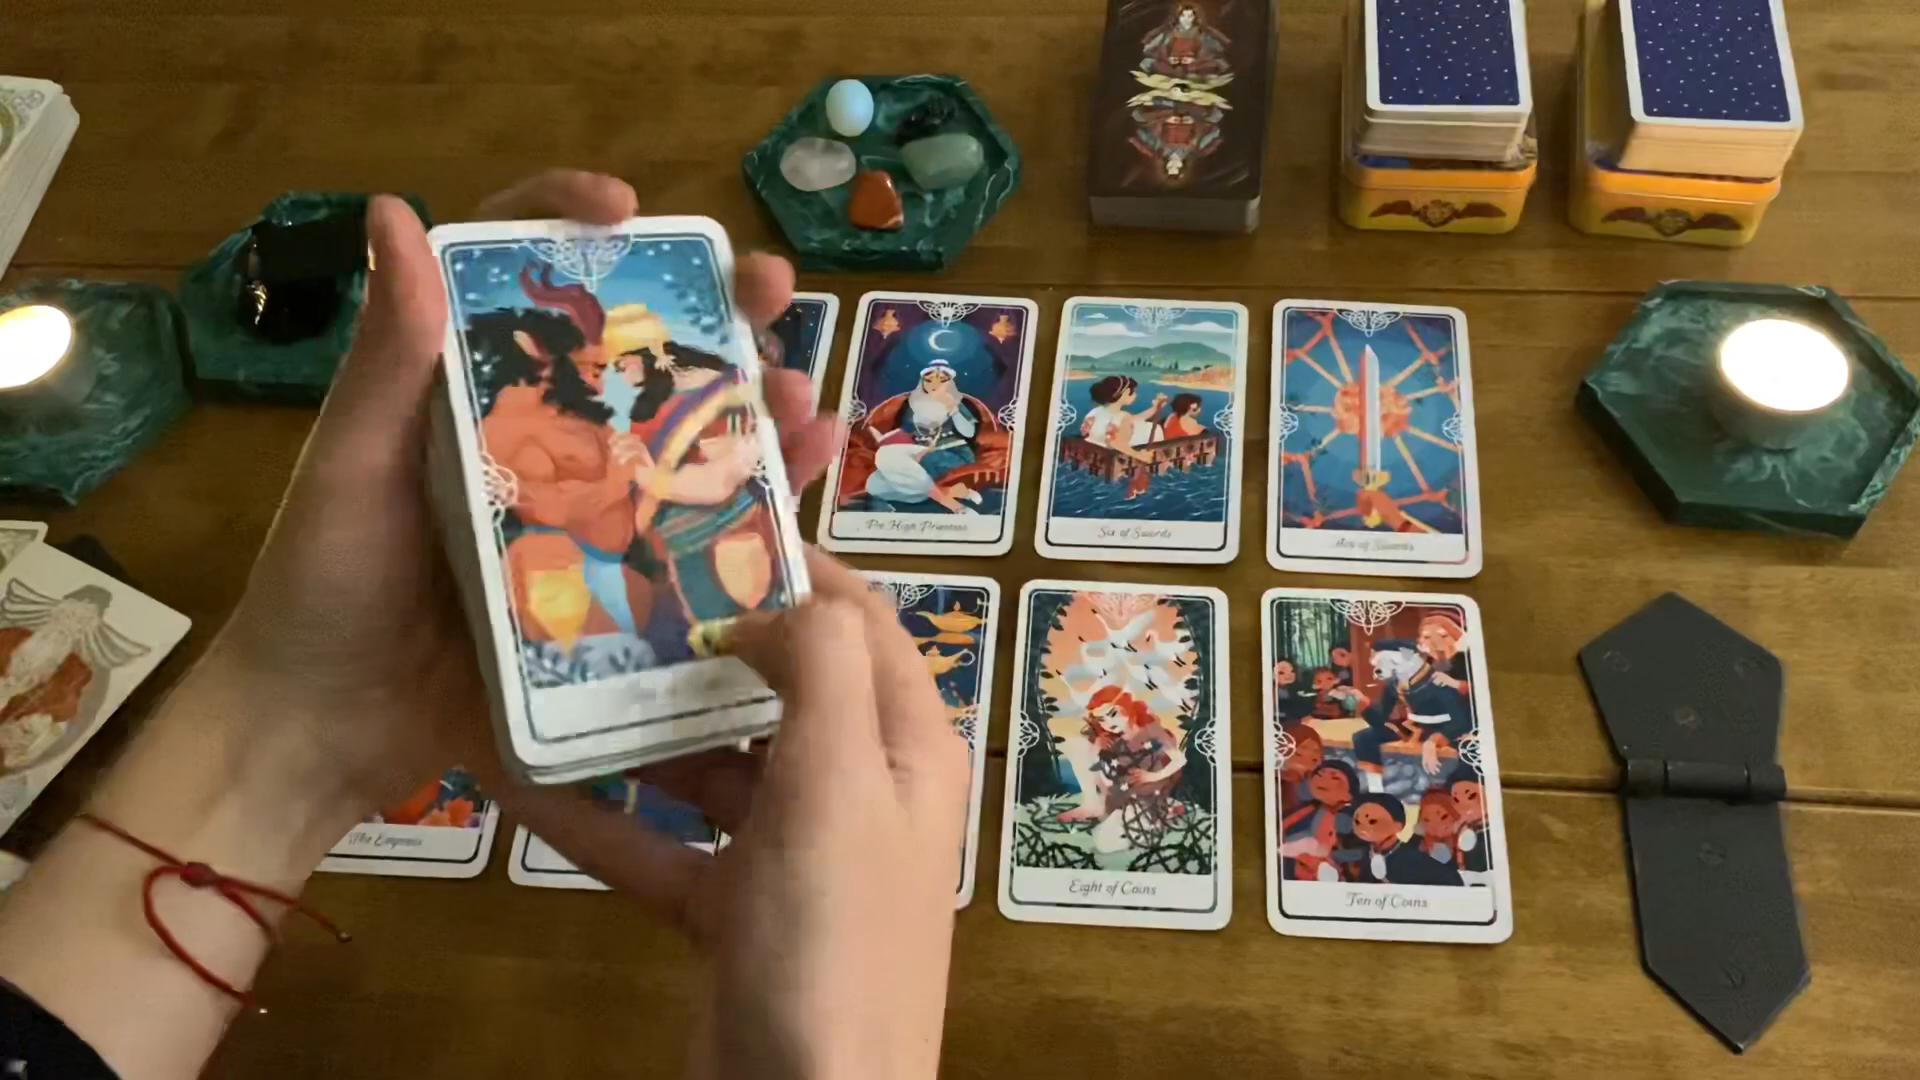 The High Priestess
Six of Swords
Ace of Swords
The Empress
Eight of Coins
Ten of Coins